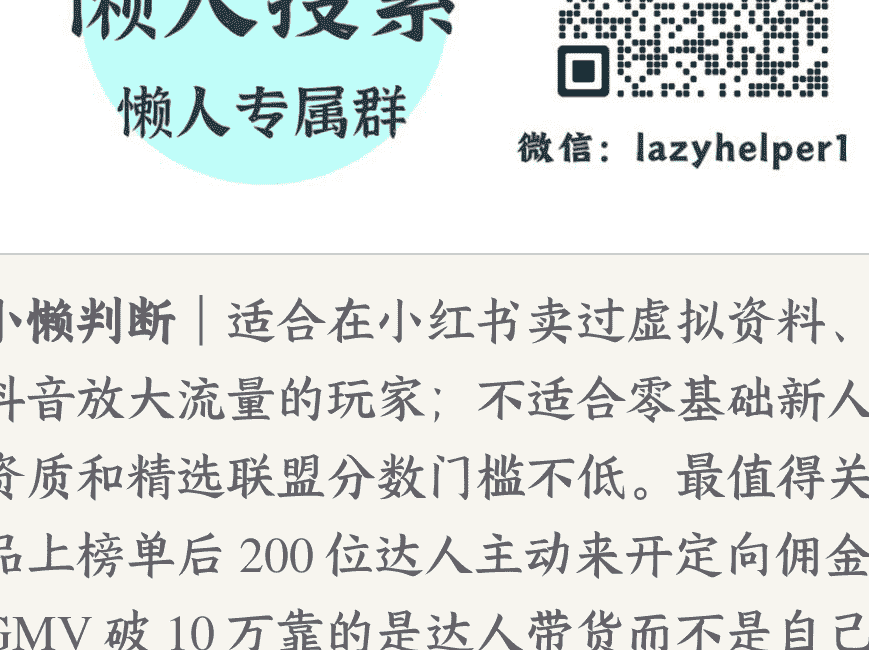 懒人搜索
懒人专属群
微信：lazyhelper1
小懒判断｜适合在小红书卖过虚拟资料、
抖音放大流量的玩家；不适合零基础新人
资质和精选联盟分数门槛不低。最值得关
品上榜单后 200 位达人主动来开定向佣金
GMV 破 10 万靠的是达人带货而不是自己